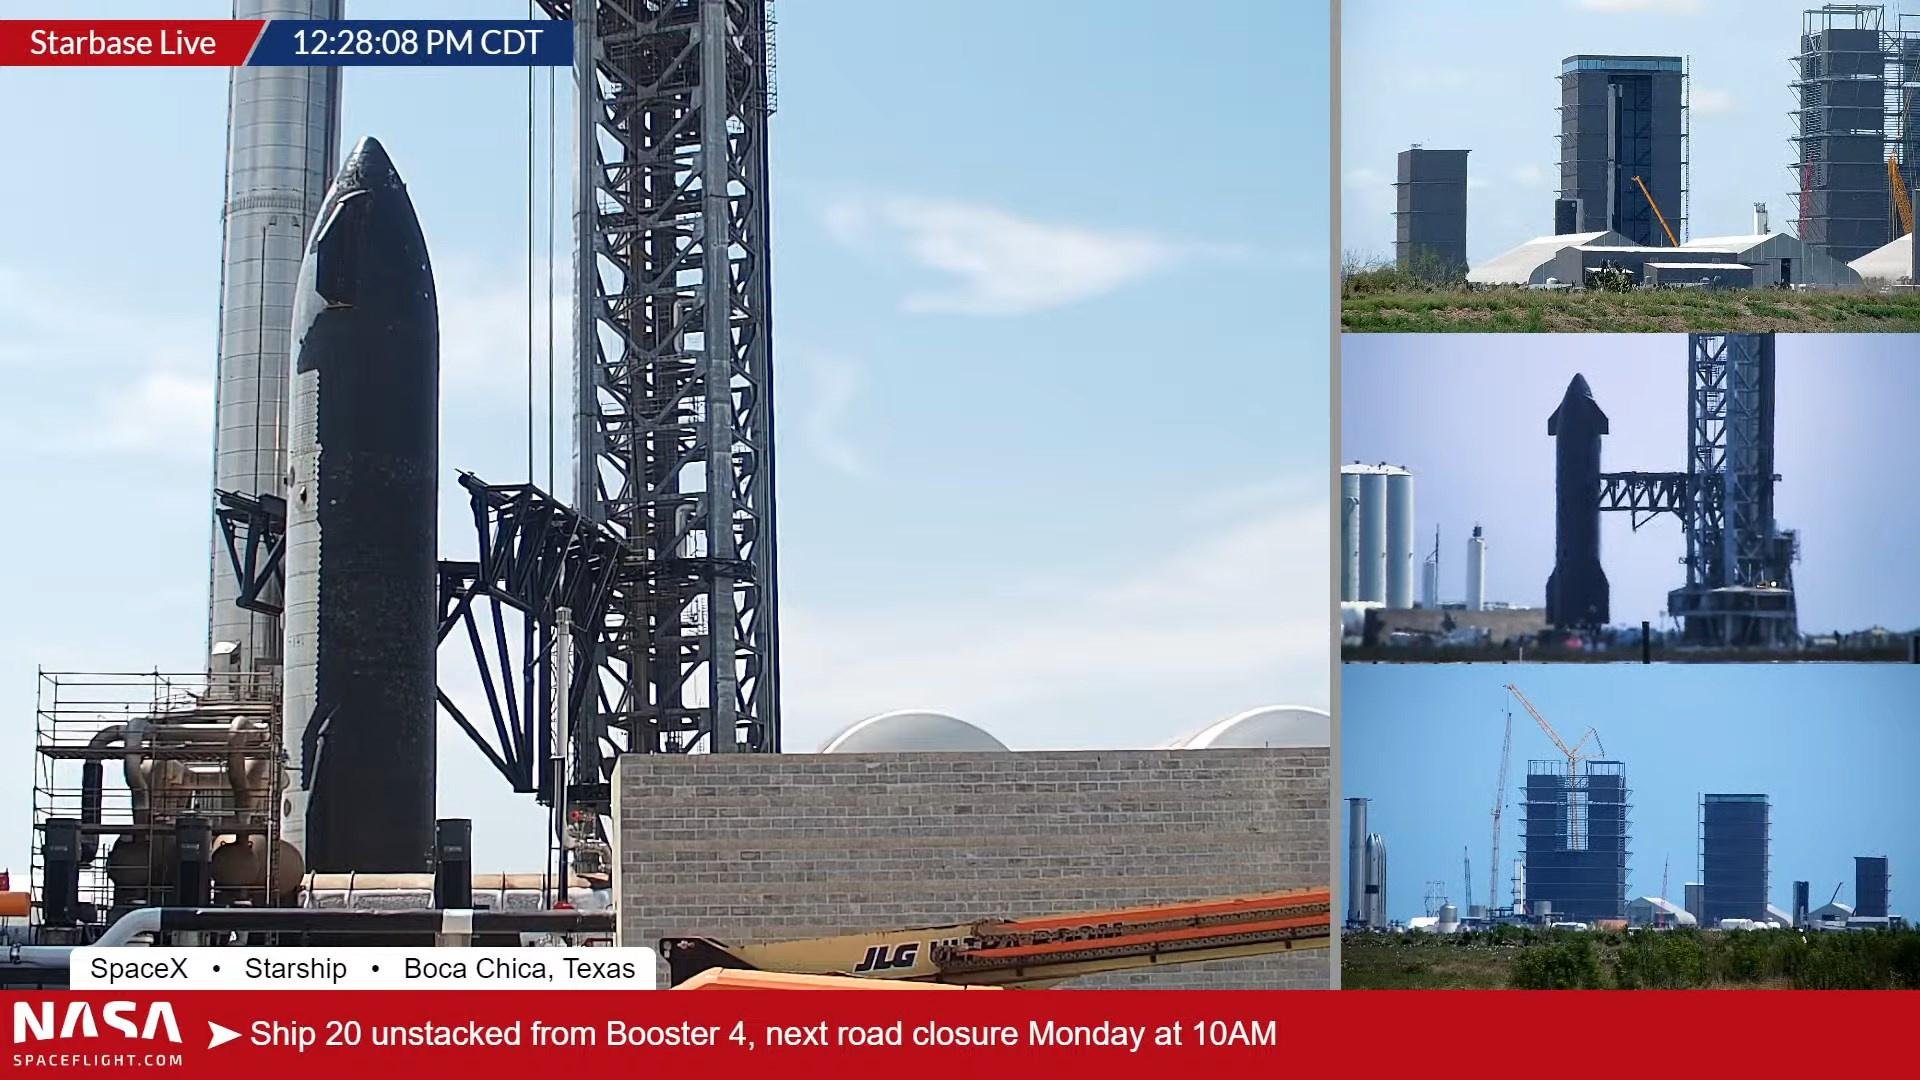 Starbase Live 12:28:08 PM CDT
JLG
SpaceX • Starship • Boca Chica, Texas
NASA
SPACEFLIGHT.COM
➤ Ship 20 unstacked from Booster 4, next road closure Monday at 10AM